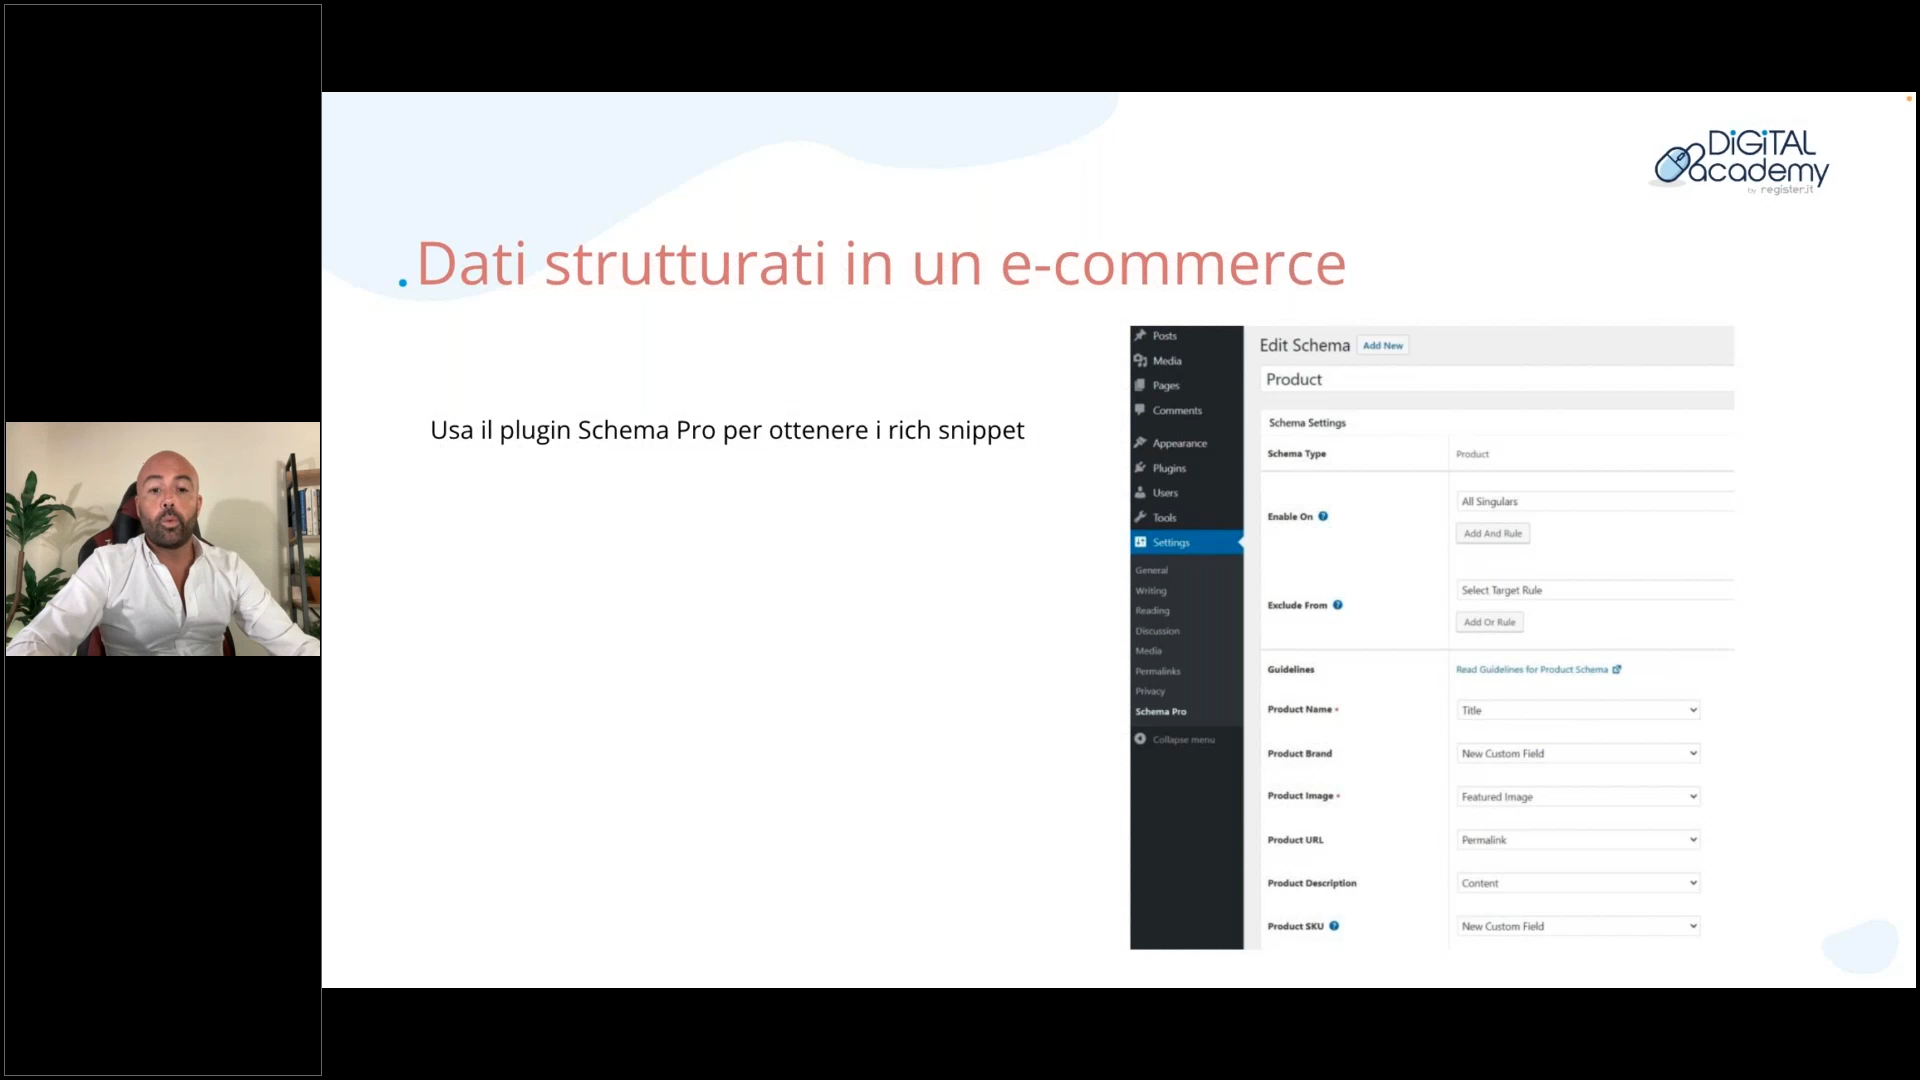 DiGiTAL
academy
by register.it
Dati strutturati in un e-commerce
Usa il plugin Schema Pro per ottenere i rich snippet
Posts
Media
Pages
Comments
Appearance
Plugins
Users
Tools
Settings
General
Writing
Reading
Discussion
Media
Permalinks
Privacy
Schema Pro
Collapse menu
Edit Schema Add New
Product
Schema Settings
Schema Type Product
Enable On ? All Singulars
Add And Rule
Exclude From ? Select Target Rule
Add Or Rule
Guidelines Read Guidelines for Product Schema
Product Name * Title
Product Brand New Custom Field
Product Image * Featured Image
Product URL Permalink
Product Description Content
Product SKU ? New Custom Field